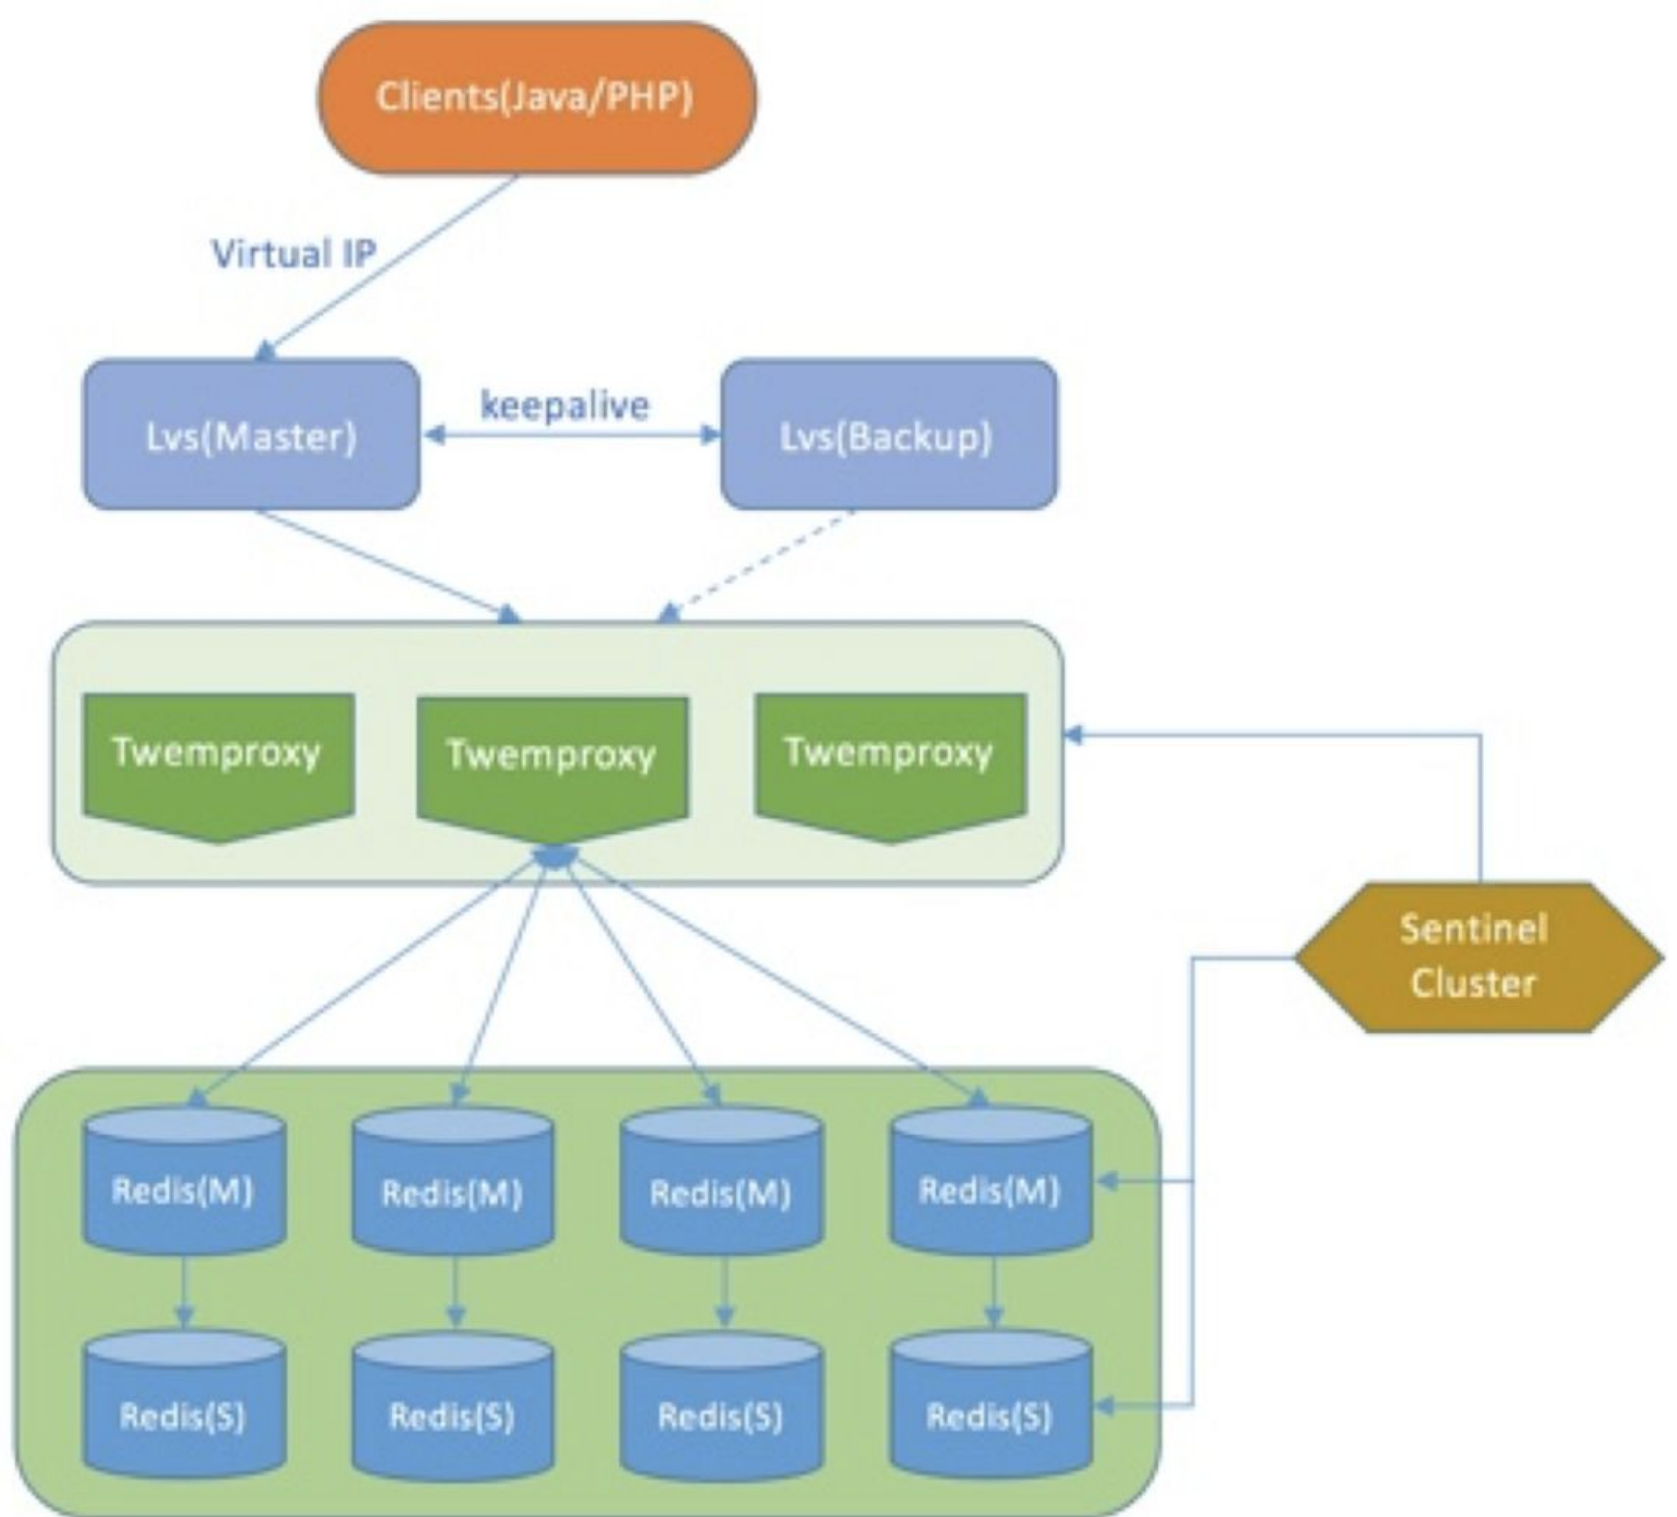 Clients(Java/PHP)
Virtual IP
Lvs(Master)
keepalive
Lvs(Backup)
Twemproxy
Twemproxy
Twemproxy
Sentinel
Cluster
Redis(M)
Redis(M)
Redis(M)
Redis(M)
Redis(S)
Redis(S)
Redis(S)
Redis(S)